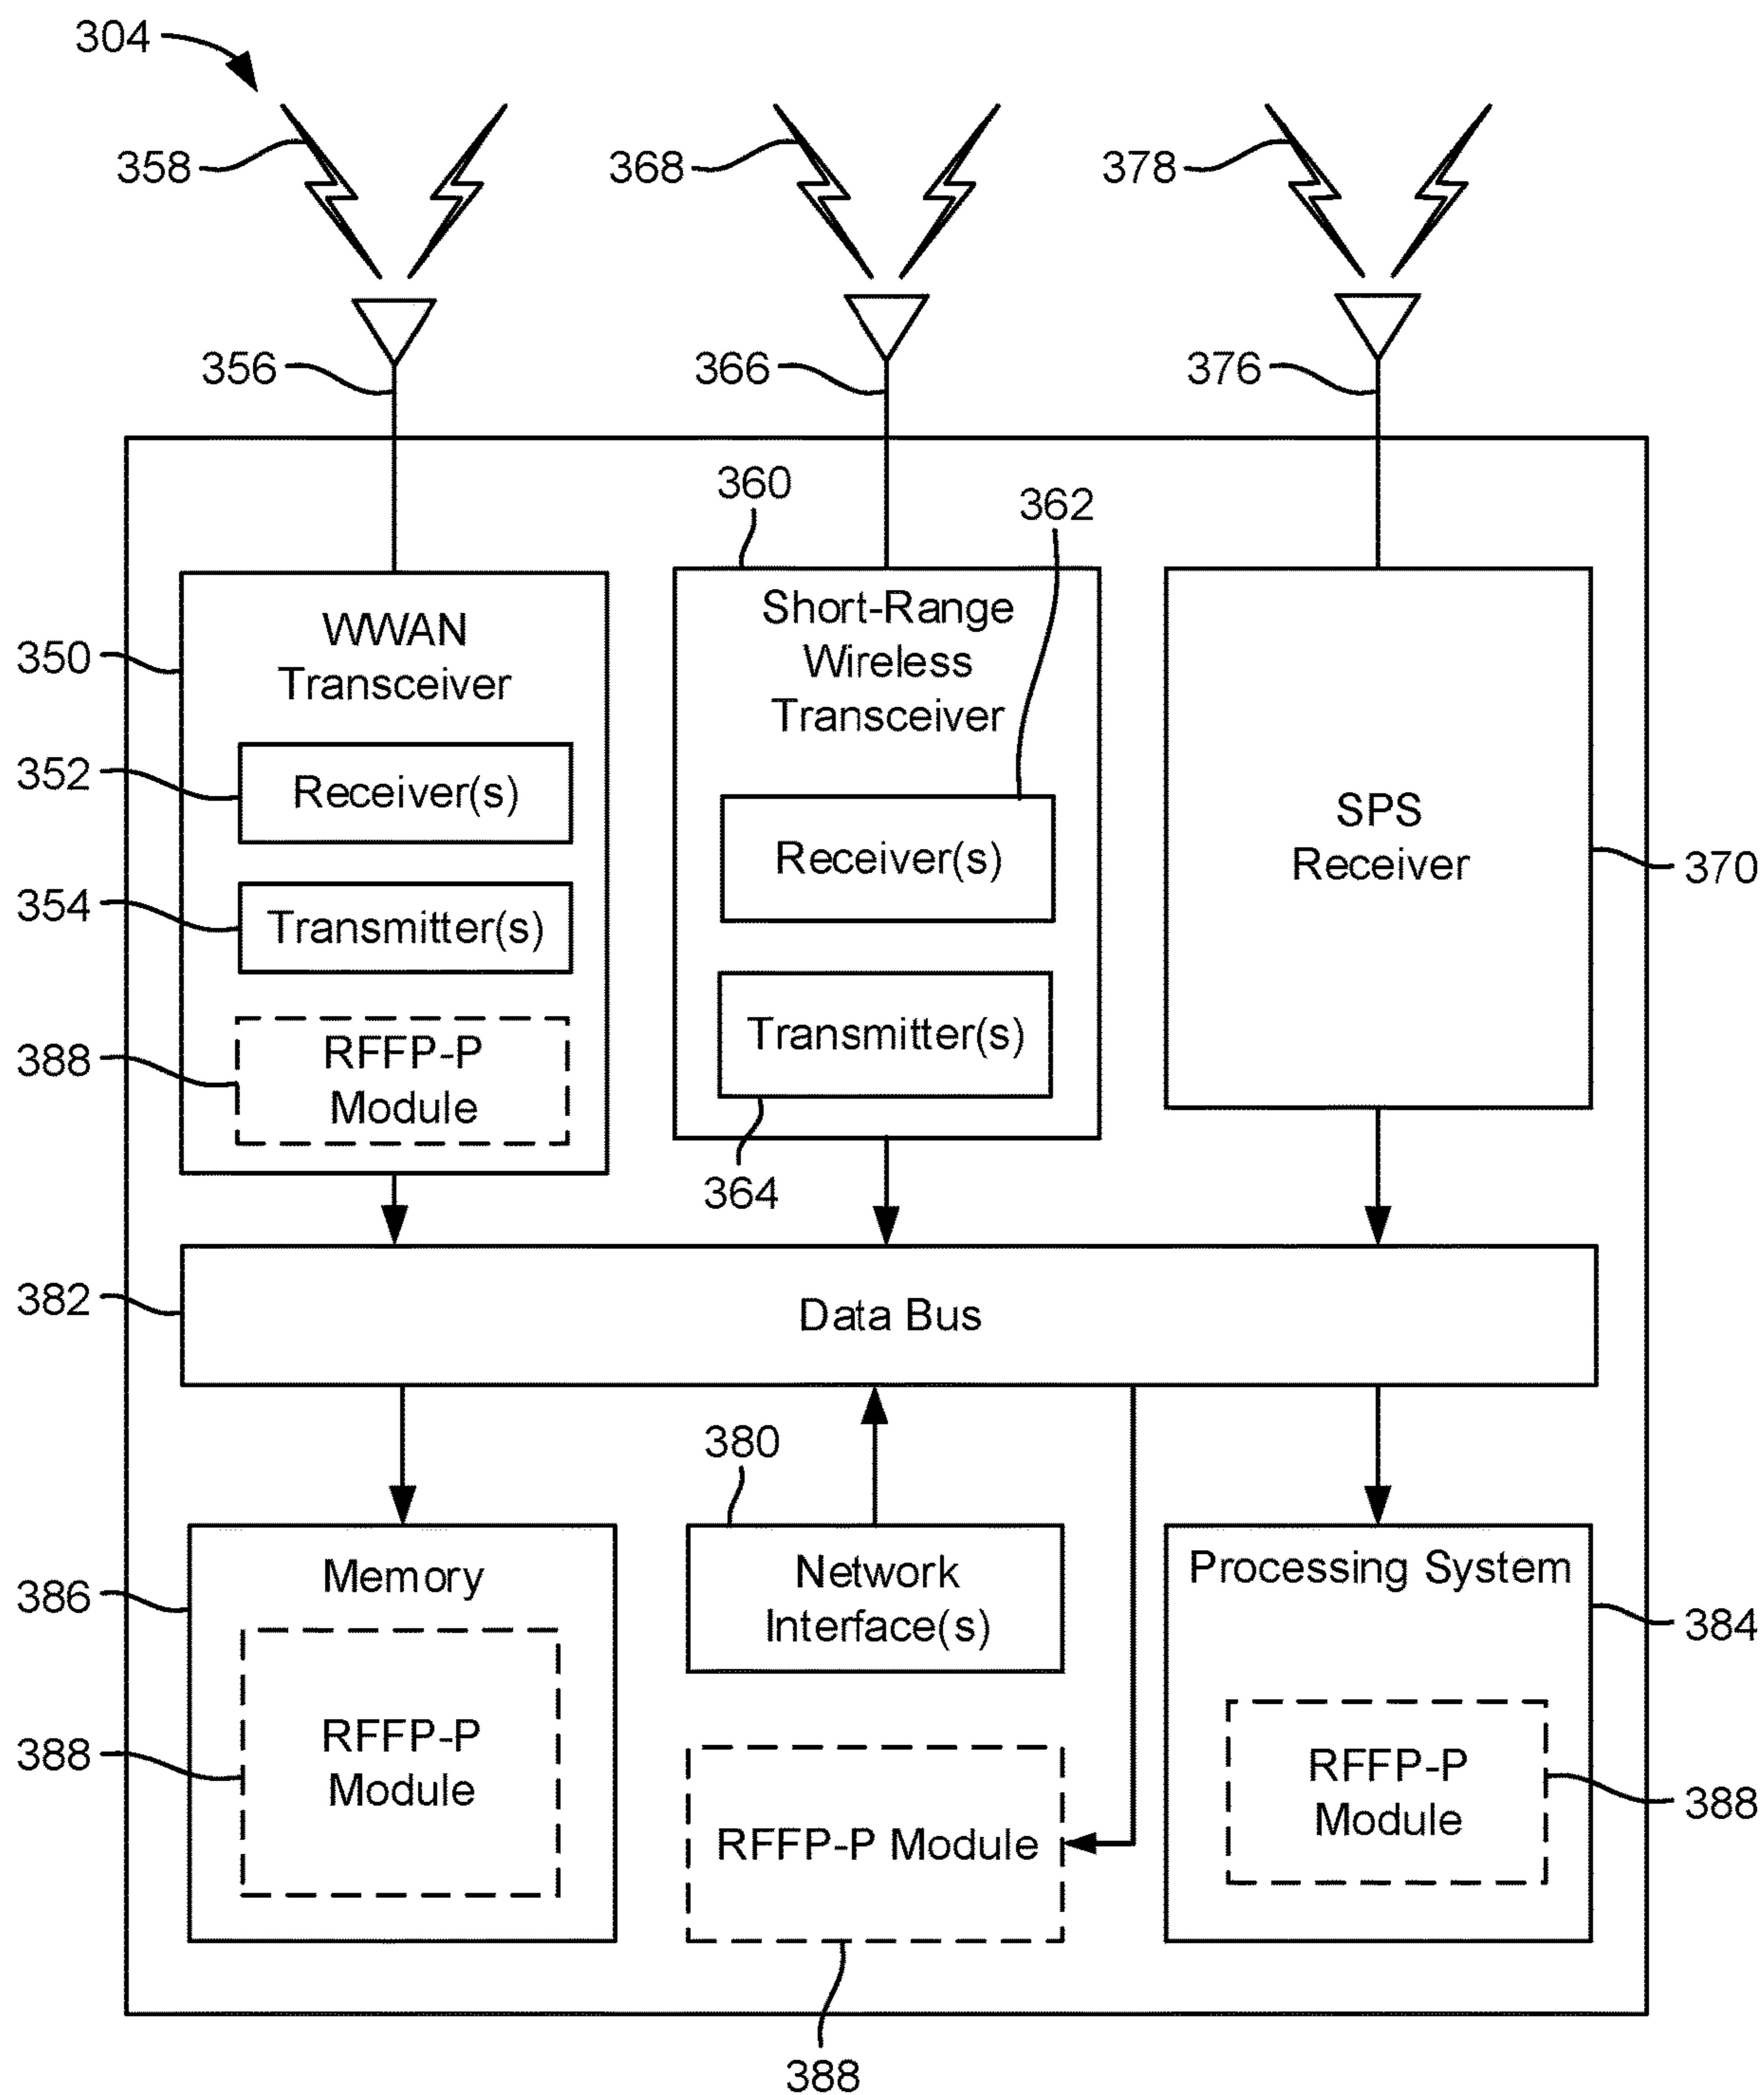 304
358
368
378
356
366
376
360
362
350
WWAN
Transceiver
Short-Range
Wireless
Transceiver
352
Receiver(s)
Receiver(s)
SPS
Receiver
370
354
Transmitter(s)
Transmitter(s)
388
RFFP-P
Module
364
382
Data Bus
380
386
Memory
Network
Interface(s)
Processing System
384
388
RFFP-P
Module
RFFP-P Module
RFFP-P
Module
388
388